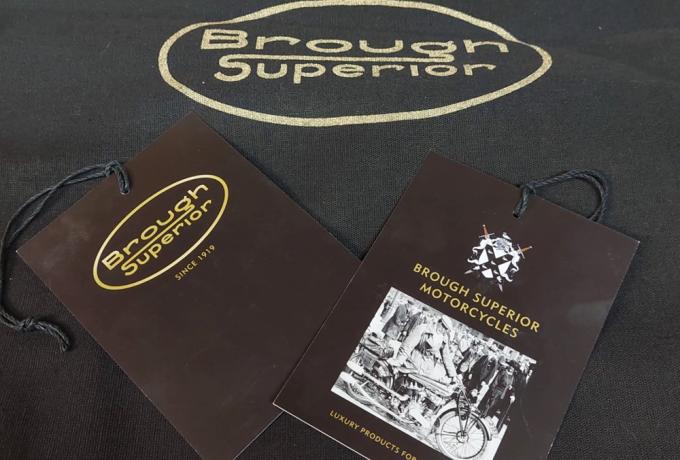 Brough
Superior
Brough
Superior
SINCE 1919
BROUGH SUPERIOR
MOTORCYCLES
LUXURY PRODUCTS FOR